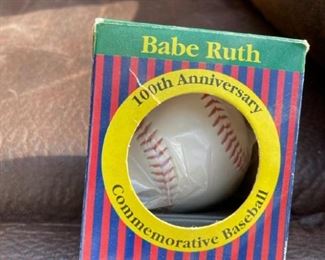 Babe Ruth
100th Anniversary
Commemorative Baseball